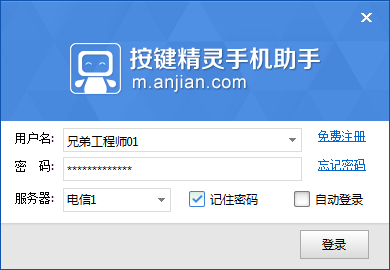 按键精灵手机助手
m.anjian.com
用户名: 兄弟工程师01 免费注册
密 码: ************* 忘记密码
服务器: 电信1 记住密码 自动登录
登录